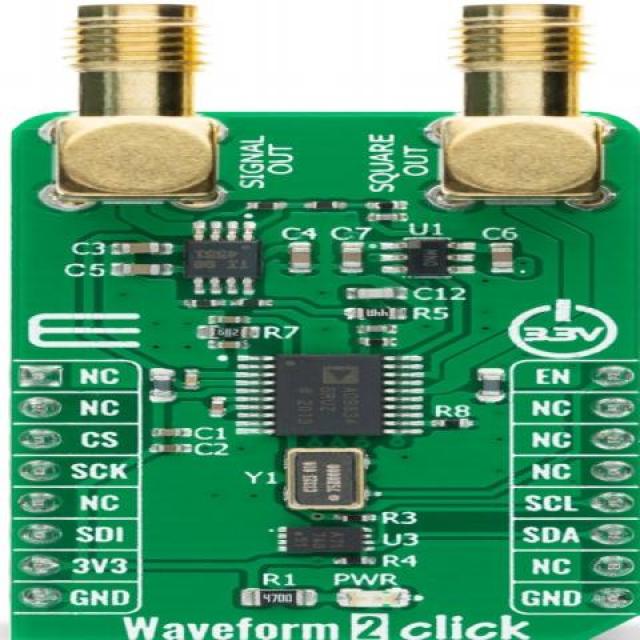 SIGNAL OUT
SQUARE OUT
C3
C5
C4
C7
U1
C6
C12
R5
R7
3.3V
NC
NC
CS
SCK
NC
SDI
3V3
GND
EN
NC
NC
NC
SCL
SDA
NC
GND
C1
C2
R8
Y1
R3
U3
R4
R1
4700
PWR
Waveform 2 click